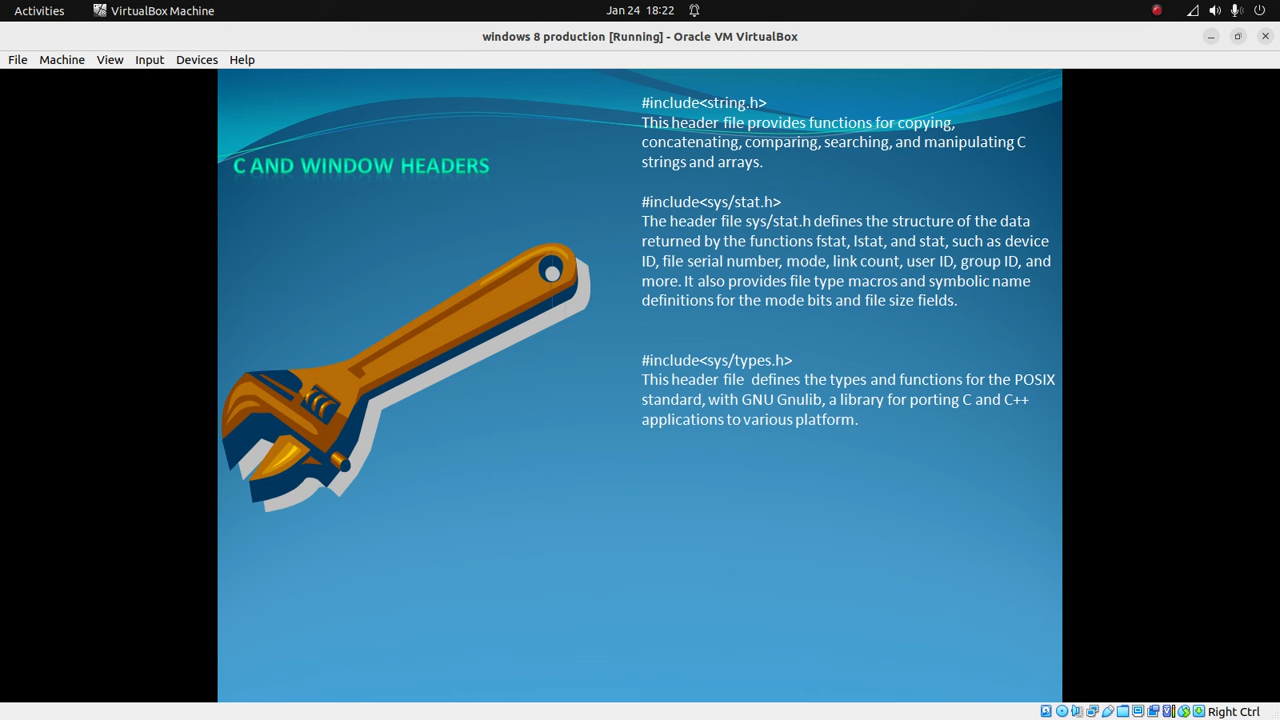 Activities VirtualBox Machine Jan 24 18:22
windows 8 production [Running] - Oracle VM VirtualBox
File Machine View Input Devices Help
C AND WINDOW HEADERS
#include<string.h>
This header file provides functions for copying,
concatenating, comparing, searching, and manipulating C
strings and arrays.
#include<sys/stat.h>
The header file sys/stat.h defines the structure of the data
returned by the functions fstat, lstat, and stat, such as device
ID, file serial number, mode, link count, user ID, group ID, and
more. It also provides file type macros and symbolic name
definitions for the mode bits and file size fields.
#include<sys/types.h>
This header file  defines the types and functions for the POSIX
standard, with GNU Gnulib, a library for porting C and C++
applications to various platform.
Right Ctrl